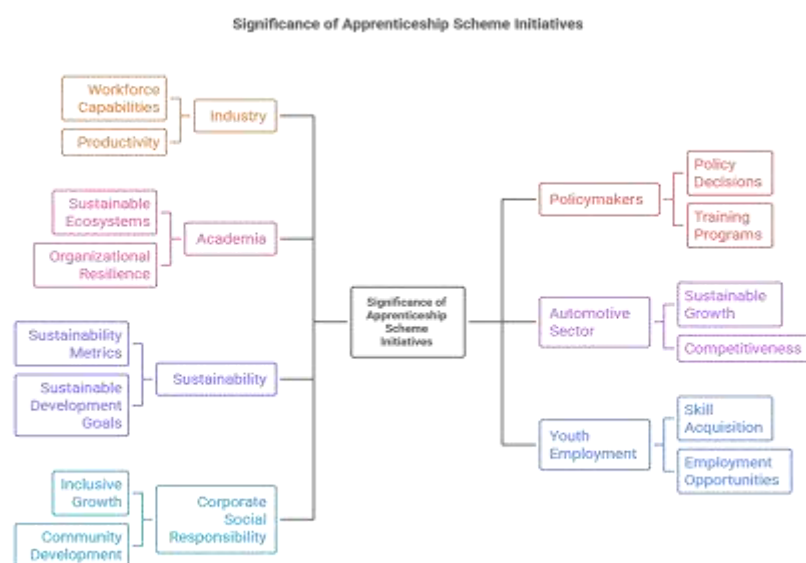 Significance of Apprenticeship Scheme Initiatives
Workforce
Capabilities
Productivity
Industry
Sustainable
Ecosystems
Organizational
Resilience
Academia
Sustainability
Metrics
Sustainable
Development
Goals
Sustainability
Inclusive
Growth
Community
Development
Corporate
Social
Responsibility
Significance of
Apprenticeship
Scheme
Initiatives
Policymakers
Policy
Decisions
Training
Programs
Automotive
Sector
Sustainable
Growth
Competitiveness
Youth
Employment
Skill
Acquisition
Employment
Opportunities